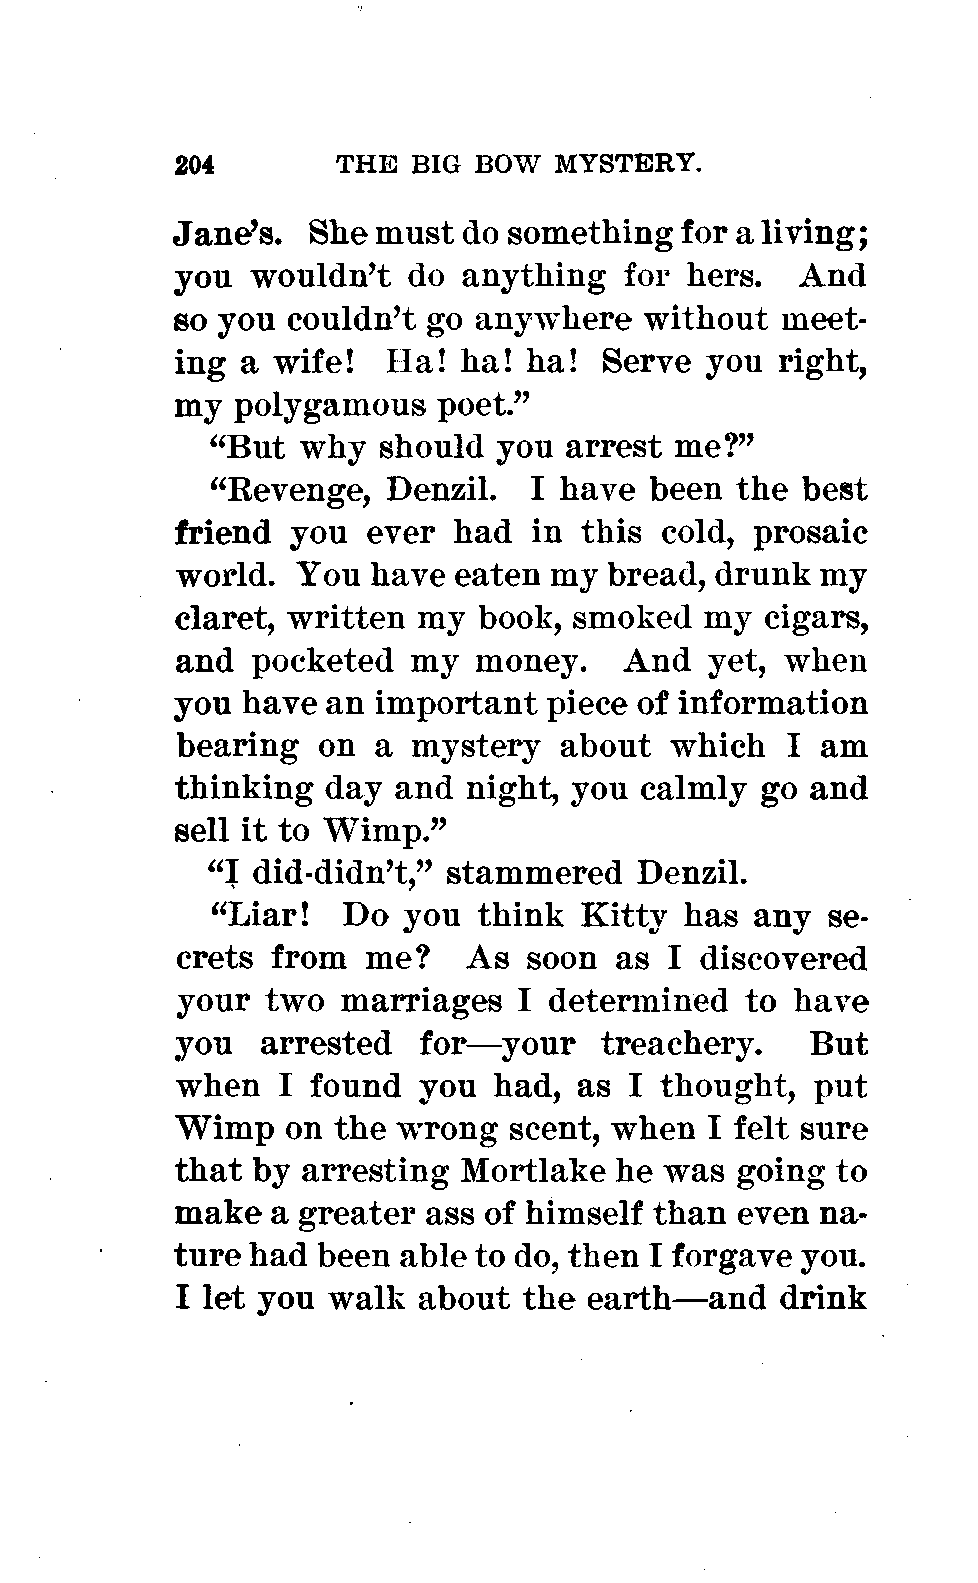 204 THE BIG BOW MYSTERY.
Jane's. She must do something for a living;
you wouldn't do anything for hers. And
so you couldn't go anywhere without meet-
ing a wife! Ha! ha! ha! Serve you right,
my polygamous poet."
"But why should you arrest me?"
"Revenge, Denzil. I have been the best
friend you ever had in this cold, prosaic
world. You have eaten my bread, drunk my
claret, written my book, smoked my cigars,
and pocketed my money. And yet, when
you have an important piece of information
bearing on a mystery about which I am
thinking day and night, you calmly go and
sell it to Wimp."
"I did-didn't," stammered Denzil.
"Liar! Do you think Kitty has any se-
crets from me? As soon as I discovered
your two marriages I determined to have
you arrested for—your treachery. But
when I found you had, as I thought, put
Wimp on the wrong scent, when I felt sure
that by arresting Mortlake he was going to
make a greater ass of himself than even na-
ture had been able to do, then I forgave you.
I let you walk about the earth—and drink